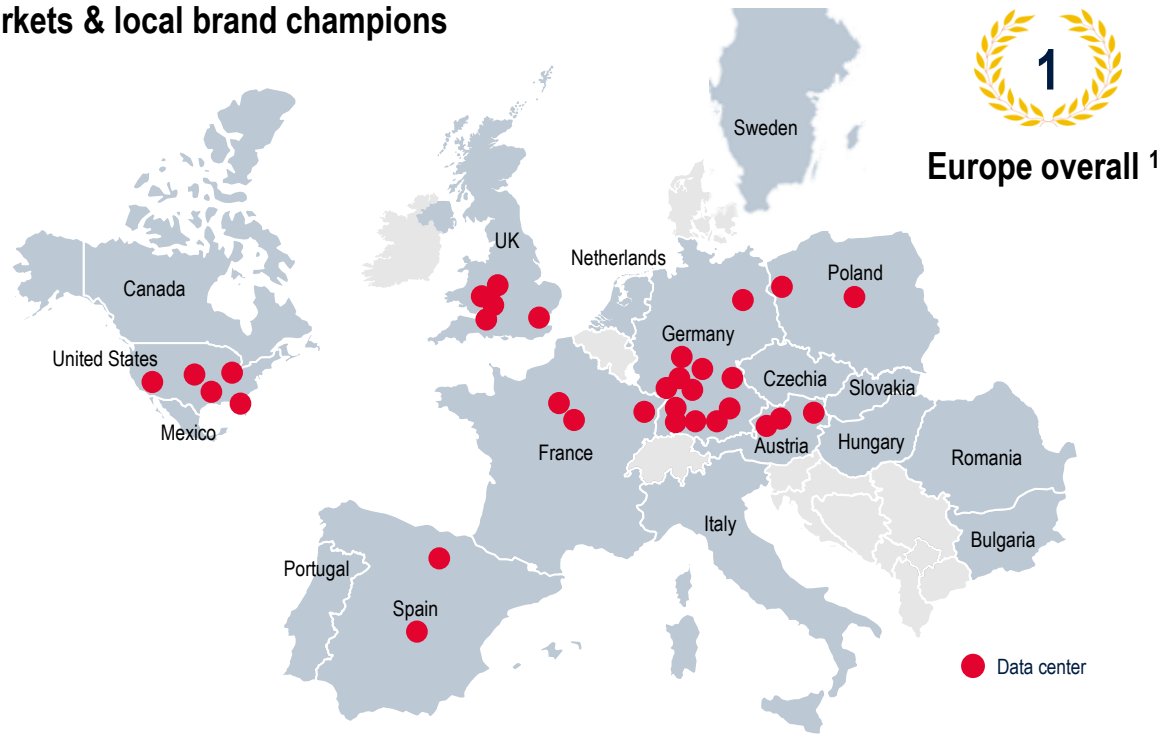 & local brand champions
1
Europe overall 1
Sweden
UK
Netherlands
Canada
Poland
Germany
United States
Czechia
Slovakia
Mexico
Austria
Hungary
France
Romania
Italy
Bulgaria
Portugal
Spain
Data center